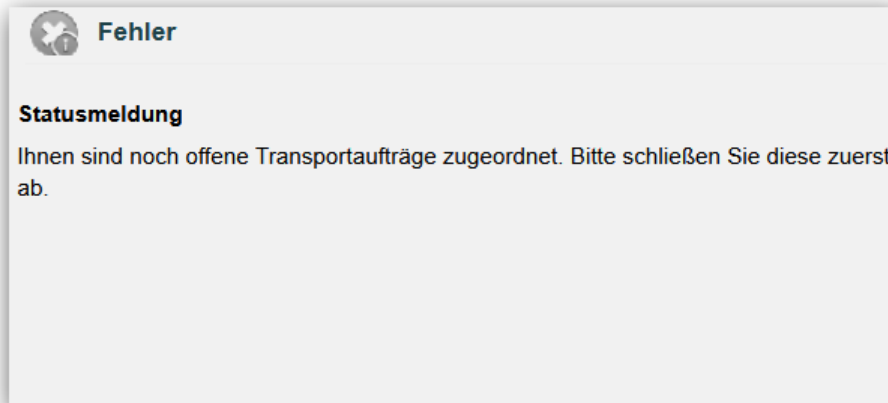 Fehler
Statusmeldung
Ihnen sind noch offene Transportaufträge zugeordnet. Bitte schließen Sie diese zuerst
ab.